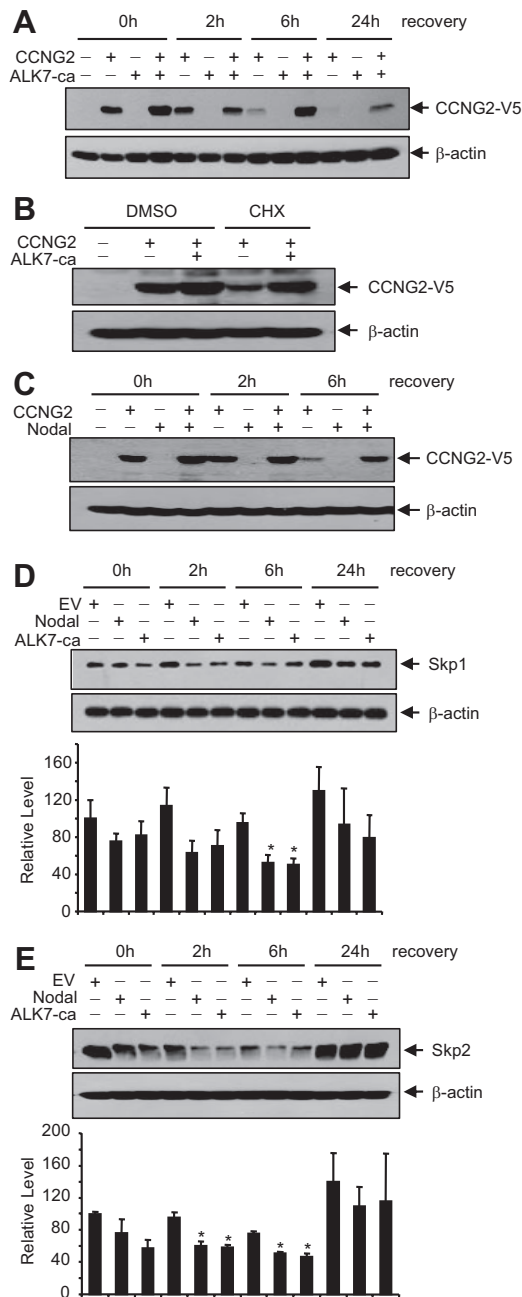 A
0h 2h 6h 24h recovery
CCNG2 – + – + + – + + – + + – +
ALK7-ca – – + + – + + – + + – + +
CCNG2-V5
β-actin
B
DMSO CHX
CCNG2 – + + + +
ALK7-ca – – + – +
CCNG2-V5
β-actin
C
0h 2h 6h recovery
CCNG2 – + – + + – + + – +
Nodal – – + + – + + – + +
CCNG2-V5
β-actin
D
0h 2h 6h 24h recovery
EV + – – + – – + – – + – –
Nodal – + – – + – – + – – + –
ALK7-ca – – + – – + – – + – – +
Skp1
β-actin
Relative Level
160
120
80
40
0
* *
E
0h 2h 6h 24h recovery
EV + – – + – – + – – + – –
Nodal – + – – + – – + – – + –
ALK7-ca – – + – – + – – + – – +
Skp2
β-actin
Relative Level
200
160
120
80
40
0
* * * *